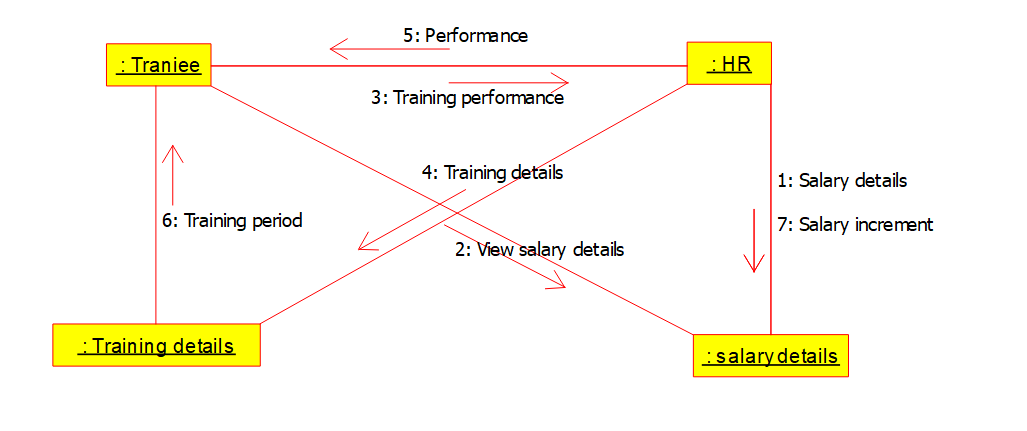 5: Performance
: Traniee
: HR
3: Training performance
4: Training details
1: Salary details
6: Training period
7: Salary increment
2: View salary details
: Training details
: salary details